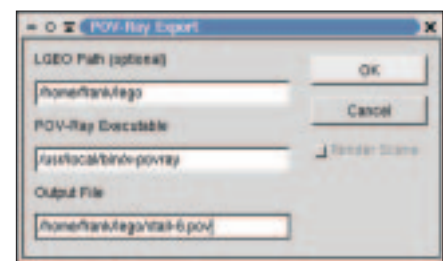 POV-Ray Export
LGEO Path (optional)
/home/frank/lego
OK
Cancel
POV-Ray Executable
/usr/local/bin/x-povray
Render Scene
Output File
/home/frank/lego/stall-6.pov